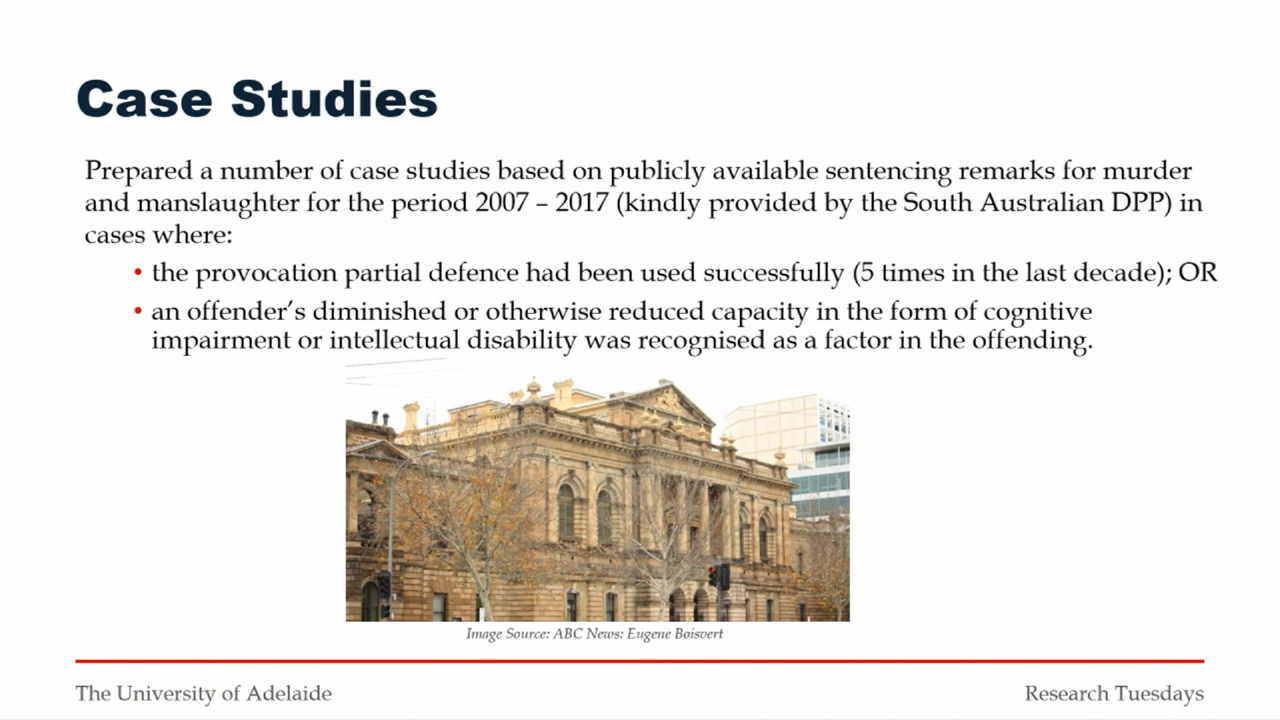 Case Studies
Prepared a number of case studies based on publicly available sentencing remarks for murder
and manslaughter for the period 2007 – 2017 (kindly provided by the South Australian DPP) in
cases where:
• the provocation partial defence had been used successfully (5 times in the last decade); OR
• an offender’s diminished or otherwise reduced capacity in the form of cognitive
impairment or intellectual disability was recognised as a factor in the offending.
Image Source: ABC News: Eugene Boisvert
The University of Adelaide
Research Tuesdays